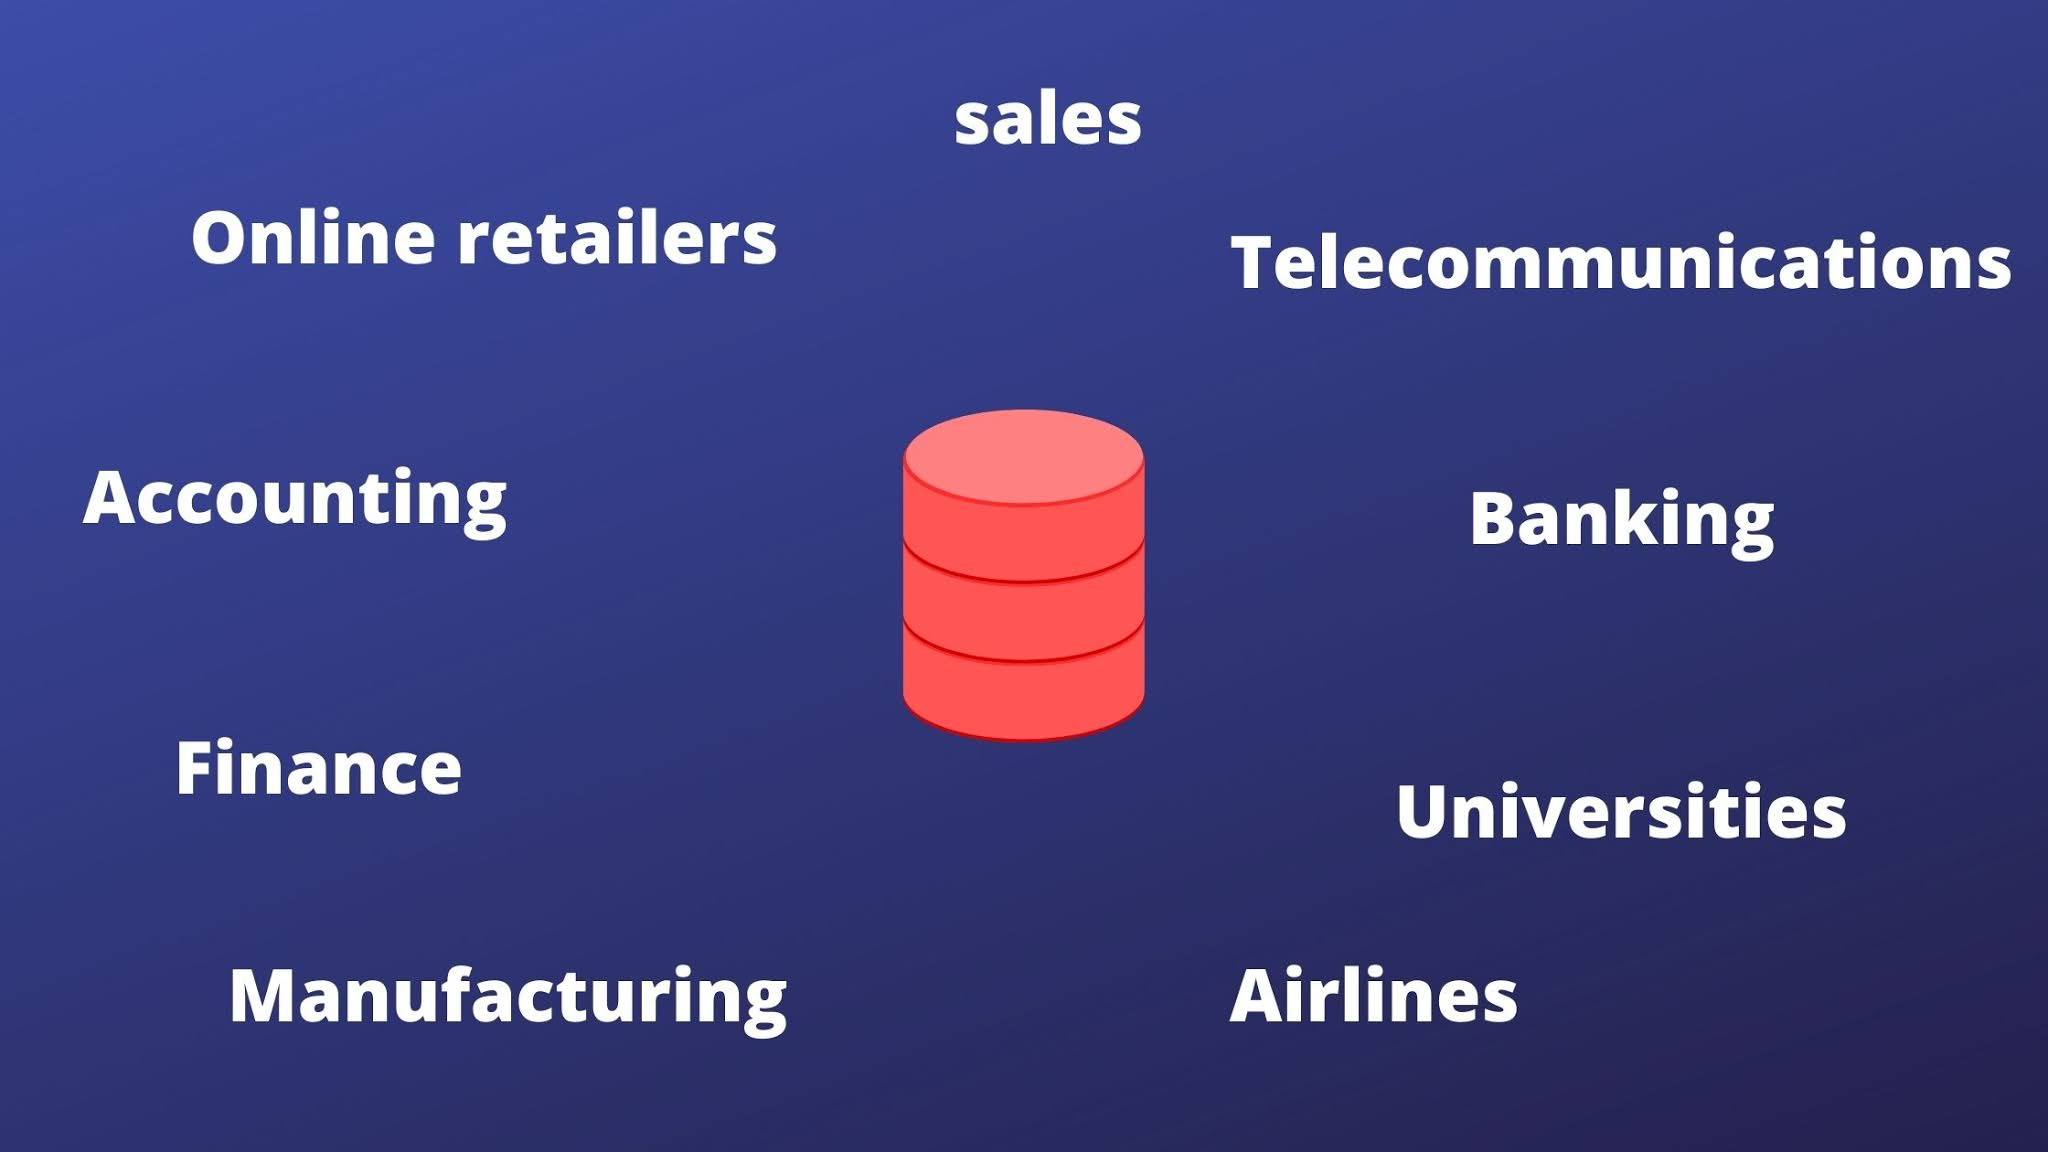 sales
Online retailers
Telecommunications
Accounting
Banking
Finance
Universities
Manufacturing
Airlines